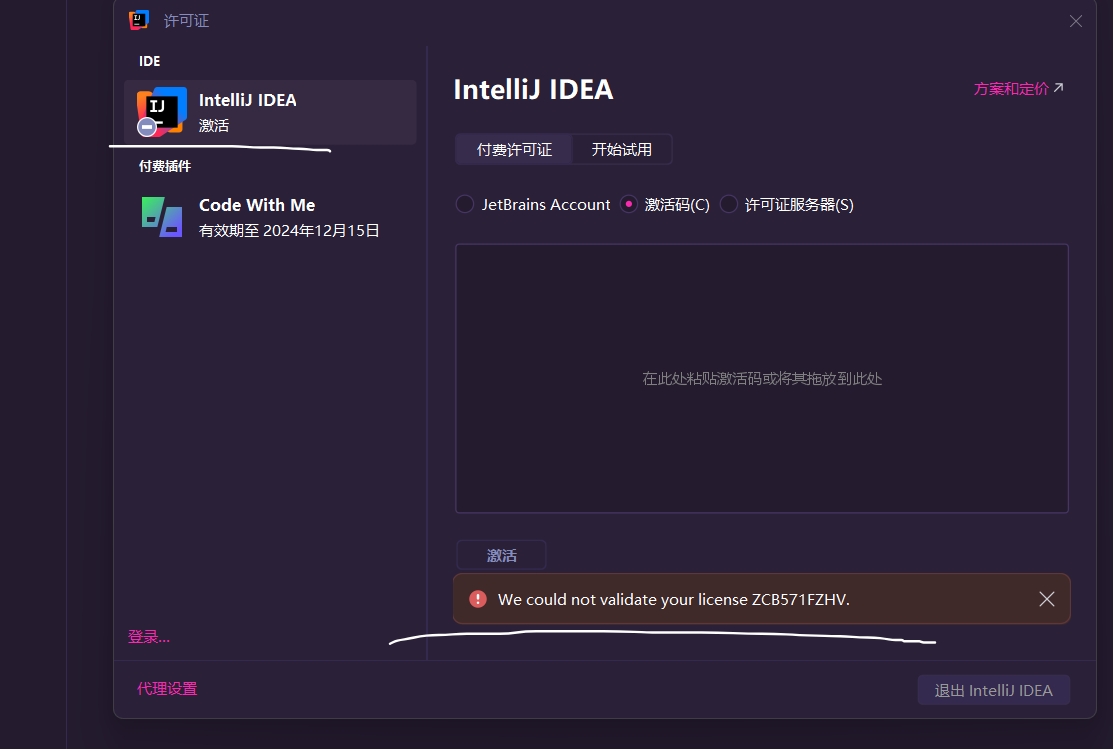 许可证
IDE
IntelliJ IDEA
激活
付费插件
Code With Me
有效期至 2024年12月15日
登录...
代理设置
IntelliJ IDEA
方案和定价
付费许可证 开始试用
JetBrains Account 激活码(C) 许可证服务器(S)
在此处粘贴激活码或将其拖放到此处
激活
We could not validate your license ZCB571FZHV.
退出 IntelliJ IDEA